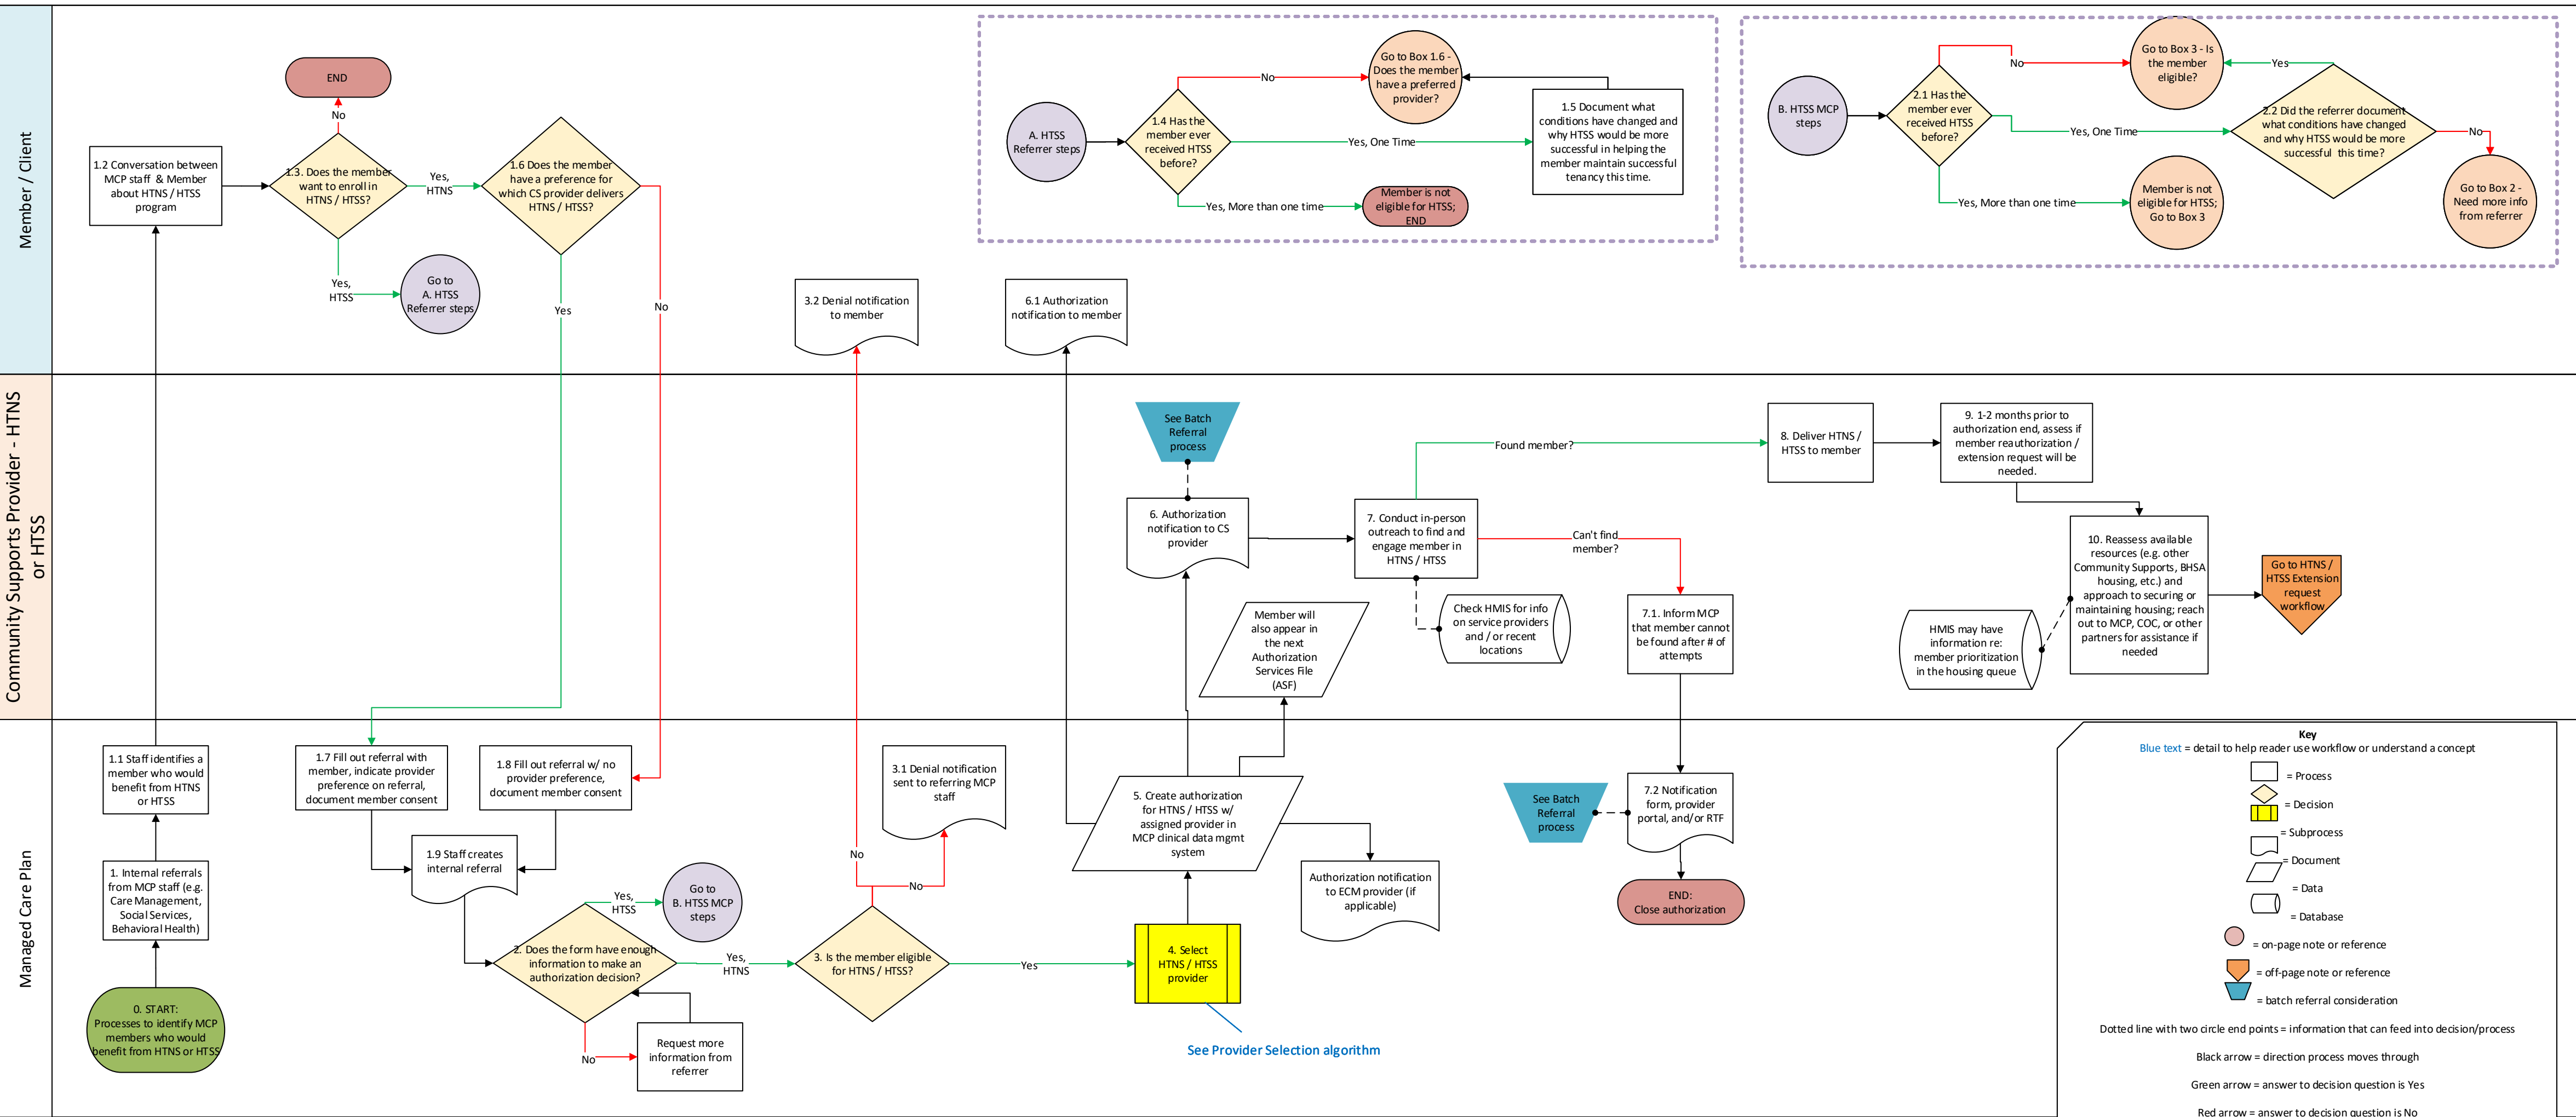 Member / Client
END
No
1.2 Conversation between
MCP staff & Member
about HTNS / HTSS
program
1.3. Does the member
want to enroll in
HTNS / HTSS?
Yes,
HTNS
Yes,
HTSS
Go to
A. HTSS
Referrer steps
1.6 Does the member
have a preference for
which CS provider delivers
HTNS / HTSS?
Yes
No
3.2 Denial notification
to member
6.1 Authorization
notification to member
A. HTSS
Referrer steps
1.4 Has the
member ever
received HTSS
before?
No
Go to Box 1.6 -
Does the member
have a preferred
provider?
Yes, One Time
1.5 Document what
conditions have changed and
why HTSS would be more
successful in helping the
member maintain successful
tenancy this time.
Yes, More than one time
Member is not
eligible for HTSS;
END
B. HTSS MCP
steps
2.1 Has the
member ever
received HTSS
before?
No
Go to Box 3 - Is
the member
eligible?
Yes
Yes, One Time
2.2 Did the referrer document
what conditions have changed
and why HTSS would be more
successful this time?
No
Yes, More than one time
Member is not
eligible for HTSS;
Go to Box 3
Go to Box 2 -
Need more info
from referrer
Community Supports Provider - HTNS
or HTSS
See Batch
Referral
process
6. Authorization
notification to CS
provider
Member will
also appear in
the next
Authorization
Services File
(ASF)
7. Conduct in-person
outreach to find and
engage member in
HTNS / HTSS
Found member?
Can't find
member?
Check HMIS for info
on service providers
and / or recent
locations
7.1. Inform MCP
that member cannot
be found after # of
attempts
8. Deliver HTNS /
HTSS to member
9. 1-2 months prior to
authorization end, assess if
member reauthorization /
extension request will be
needed.
10. Reassess available
resources (e.g. other
Community Supports, BHSA
housing, etc.) and
approach to securing or
maintaining housing; reach
out to MCP, COC, or other
partners for assistance if
needed
HMIS may have
information re:
member prioritization
in the housing queue
Go to HTNS /
HTSS Extension
request
workflow
Managed Care Plan
1.1 Staff identifies a
member who would
benefit from HTNS
or HTSS
1. Internal referrals
from MCP staff (e.g.
Care Management,
Social Services,
Behavioral Health)
0. START:
Processes to identify MCP
members who would
benefit from HTNS or HTSS
1.7 Fill out referral with
member, indicate provider
preference on referral,
document member consent
1.8 Fill out referral w/ no
provider preference,
document member consent
1.9 Staff creates
internal referral
2. Does the form have enough
information to make an
authorization decision?
Yes,
HTSS
Go to
B. HTSS MCP
steps
Yes,
HTNS
No
Request more
information from
referrer
3. Is the member eligible
for HTNS / HTSS?
No
No
3.1 Denial notification
sent to referring MCP
staff
Yes
4. Select
HTNS / HTSS
provider
See Provider Selection algorithm
5. Create authorization
for HTNS / HTSS w/
assigned provider in
MCP clinical data mgmt
system
Authorization notification
to ECM provider (if
applicable)
See Batch
Referral
process
7.2 Notification
form, provider
portal, and/or RTF
END:
Close authorization
Key
Blue text = detail to help reader use workflow or understand a concept
= Process
= Decision
= Subprocess
= Document
= Data
= Database
= on-page note or reference
= off-page note or reference
= batch referral consideration
Dotted line with two circle end points = information that can feed into decision/process
Black arrow = direction process moves through
Green arrow = answer to decision question is Yes
Red arrow = answer to decision question is No